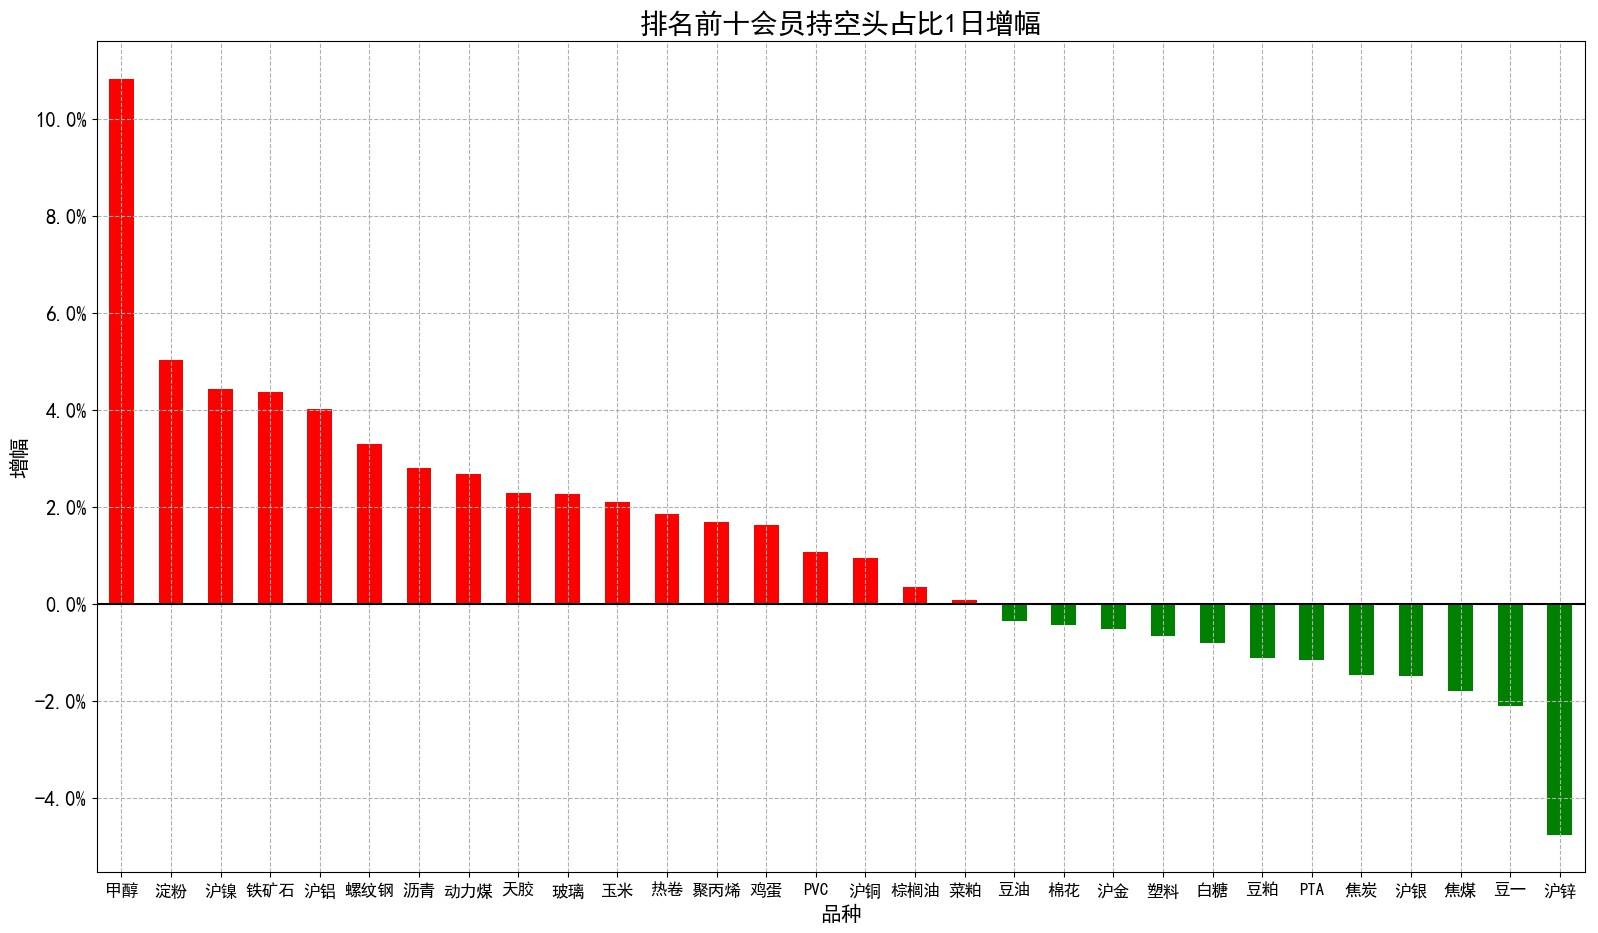 排名前十会员持空头占比1日增幅
10.0%
8.0%
6.0%
4.0%
2.0%
0.0%
-2.0%
-4.0%
增幅
甲醇 淀粉 沪镍 铁矿石 沪铝 螺纹钢 沥青 动力煤 天胶 玻璃 玉米 热卷 聚丙烯 鸡蛋 PVC 沪铜 棕榈油 菜粕 豆油 棉花 沪金 塑料 白糖 豆粕 PTA 焦炭 沪银 焦煤 豆一 沪锌
品种